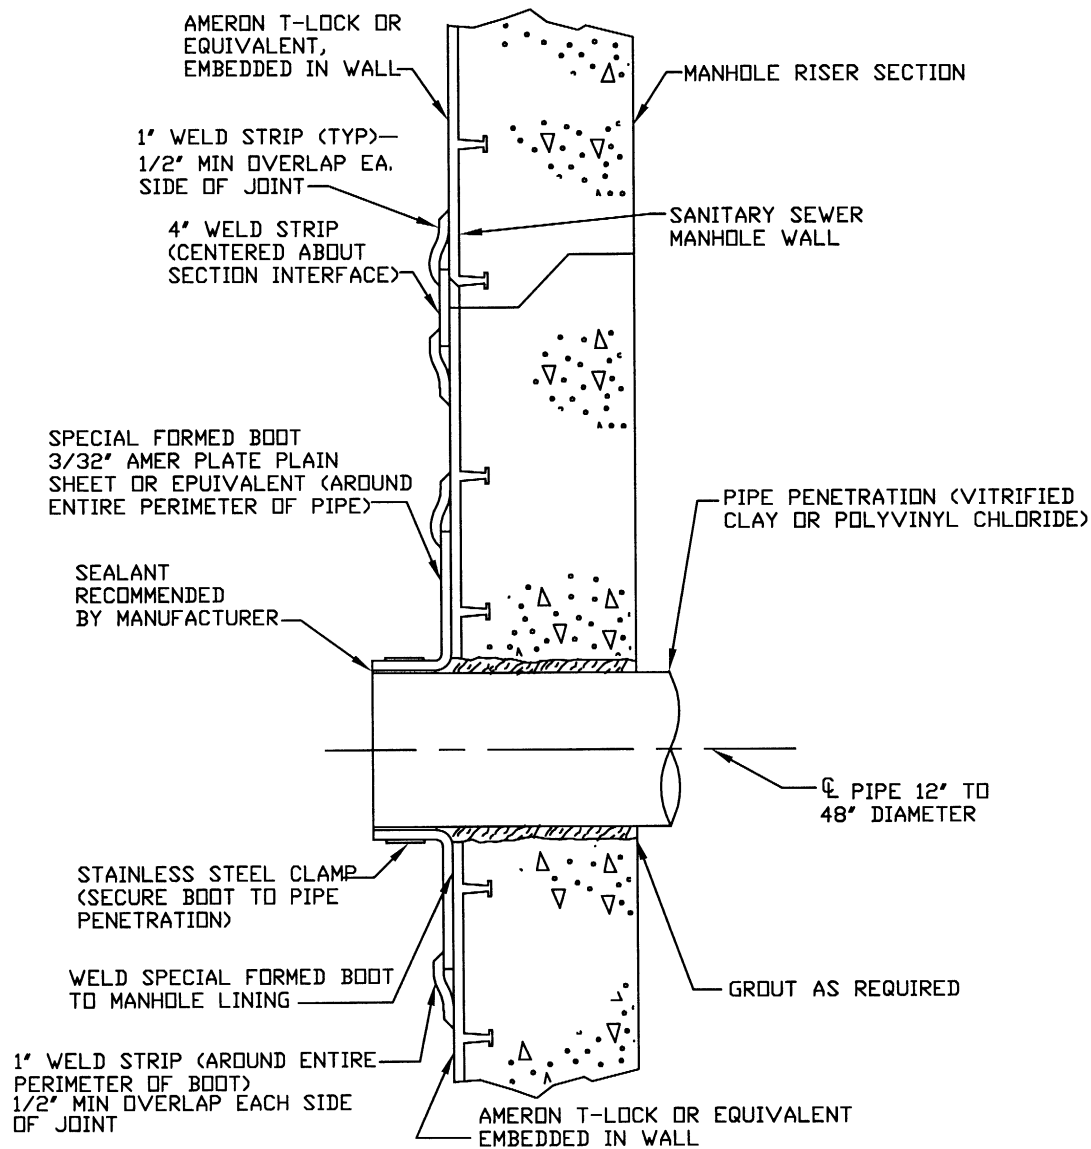 AMERON T-LOCK OR
EQUIVALENT,
EMBEDDED IN WALL
MANHOLE RISER SECTION
1" WELD STRIP (TYP)
1/2" MIN OVERLAP EA.
SIDE OF JOINT
SANITARY SEWER
MANHOLE WALL
4" WELD STRIP
(CENTERED ABOUT
SECTION INTERFACE)
SPECIAL FORMED BOOT
3/32" AMER PLATE PLAIN
SHEET OR EPUIVALENT (AROUND
ENTIRE PERIMETER OF PIPE)
PIPE PENETRATION (VITRIFIED
CLAY OR POLYVINYL CHLORIDE)
SEALANT
RECOMMENDED
BY MANUFACTURER
℄ PIPE 12" TO
48" DIAMETER
STAINLESS STEEL CLAMP
(SECURE BOOT TO PIPE
PENETRATION)
WELD SPECIAL FORMED BOOT
TO MANHOLE LINING
GROUT AS REQUIRED
1" WELD STRIP (AROUND ENTIRE
PERIMETER OF BOOT)
1/2" MIN OVERLAP EACH SIDE
OF JOINT
AMERON T-LOCK OR EQUIVALENT
EMBEDDED IN WALL